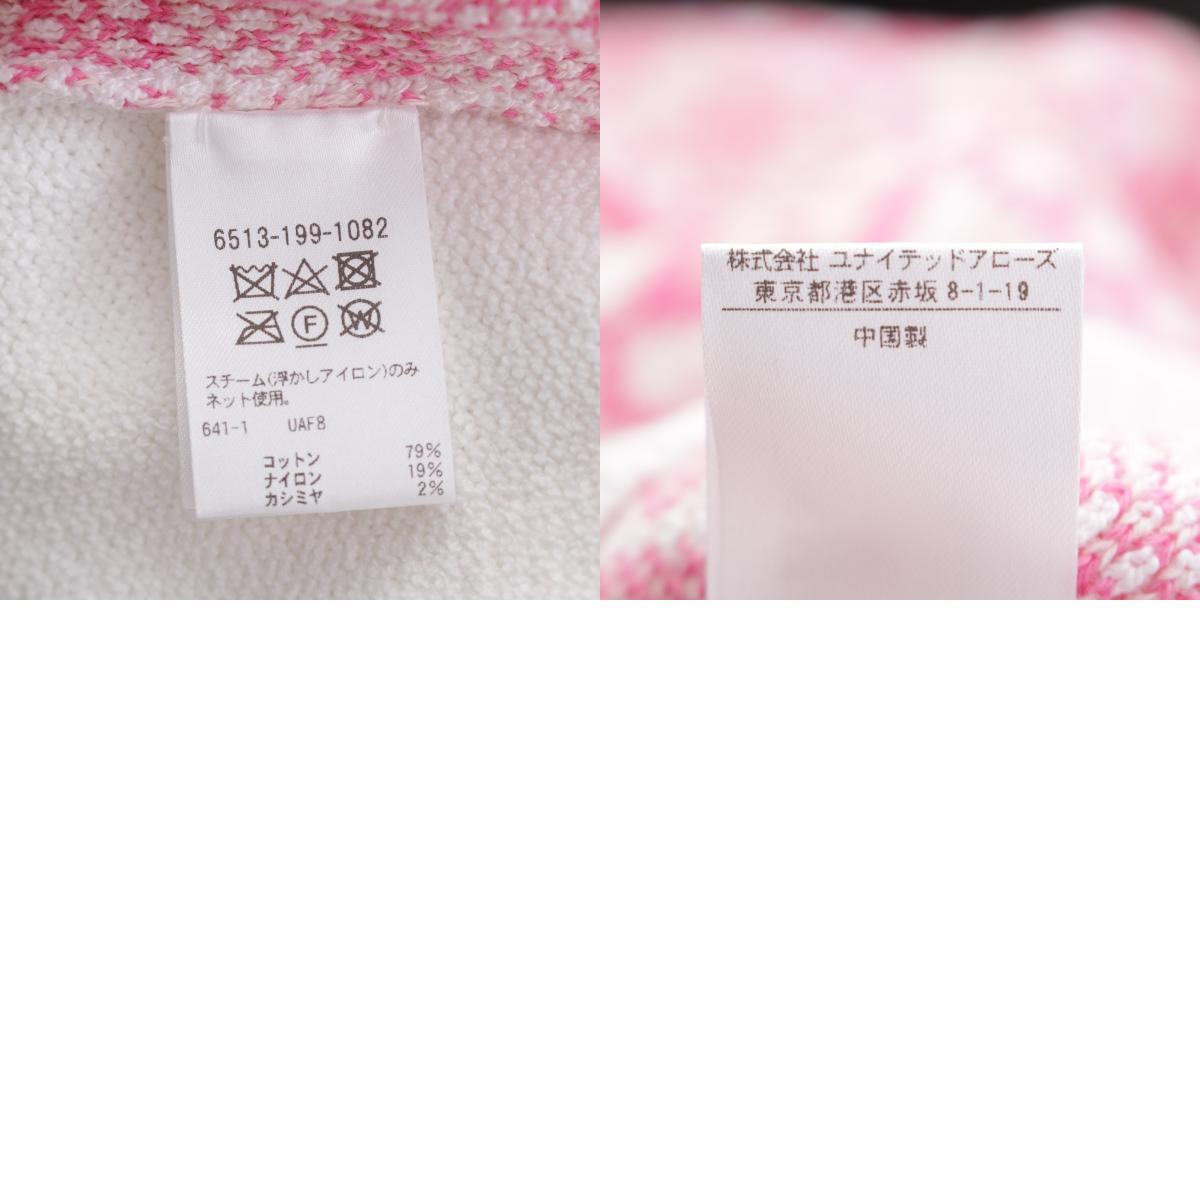 6513-199-1082
F
W
スチーム(浮かしアイロン)のみ
ネット使用。
641-1 UAF8
コットン 79%
ナイロン 19%
カシミヤ 2%
株式会社 ユナイテッドアローズ
東京都港区赤坂 8-1-19
中国製